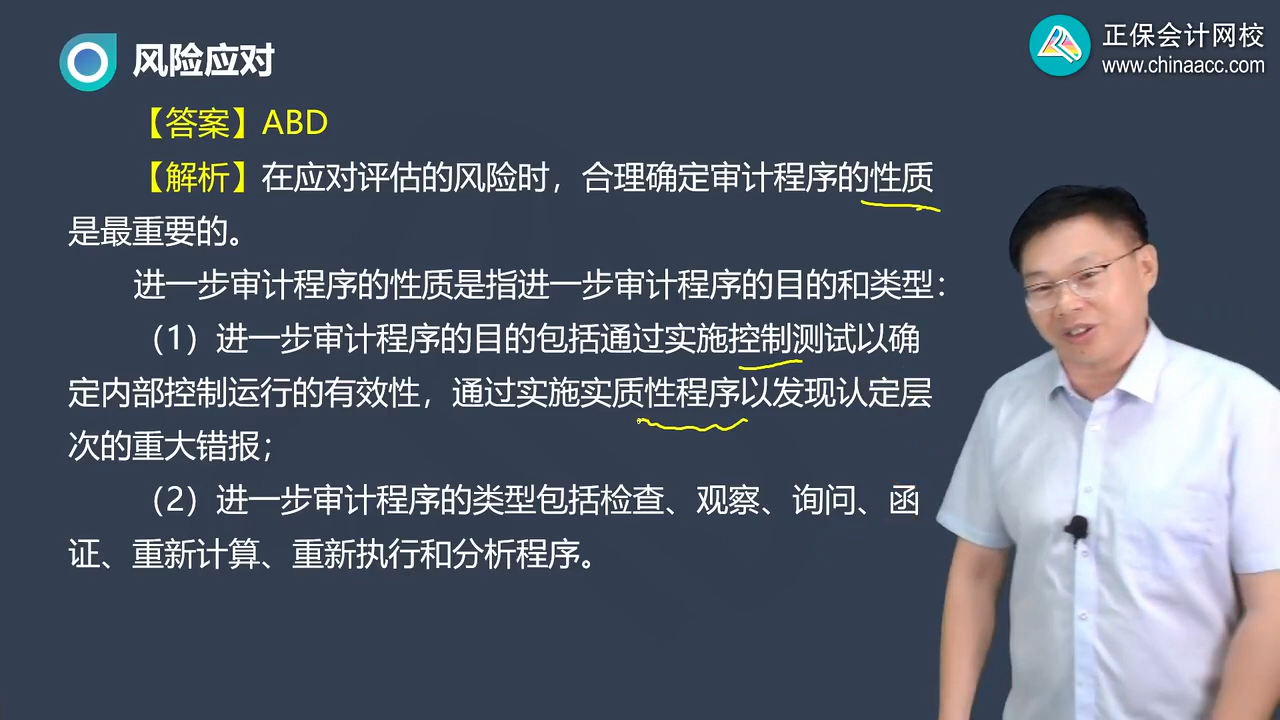 风险应对
正保会计网校
www.chinaacc.com
【答案】ABD
【解析】在应对评估的风险时，合理确定审计程序的性质
是最重要的。
进一步审计程序的性质是指进一步审计程序的目的和类型：
（1）进一步审计程序的目的包括通过实施控制测试以确
定内部控制运行的有效性，通过实施实质性程序以发现认定层
次的重大错报；
（2）进一步审计程序的类型包括检查、观察、询问、函
证、重新计算、重新执行和分析程序。